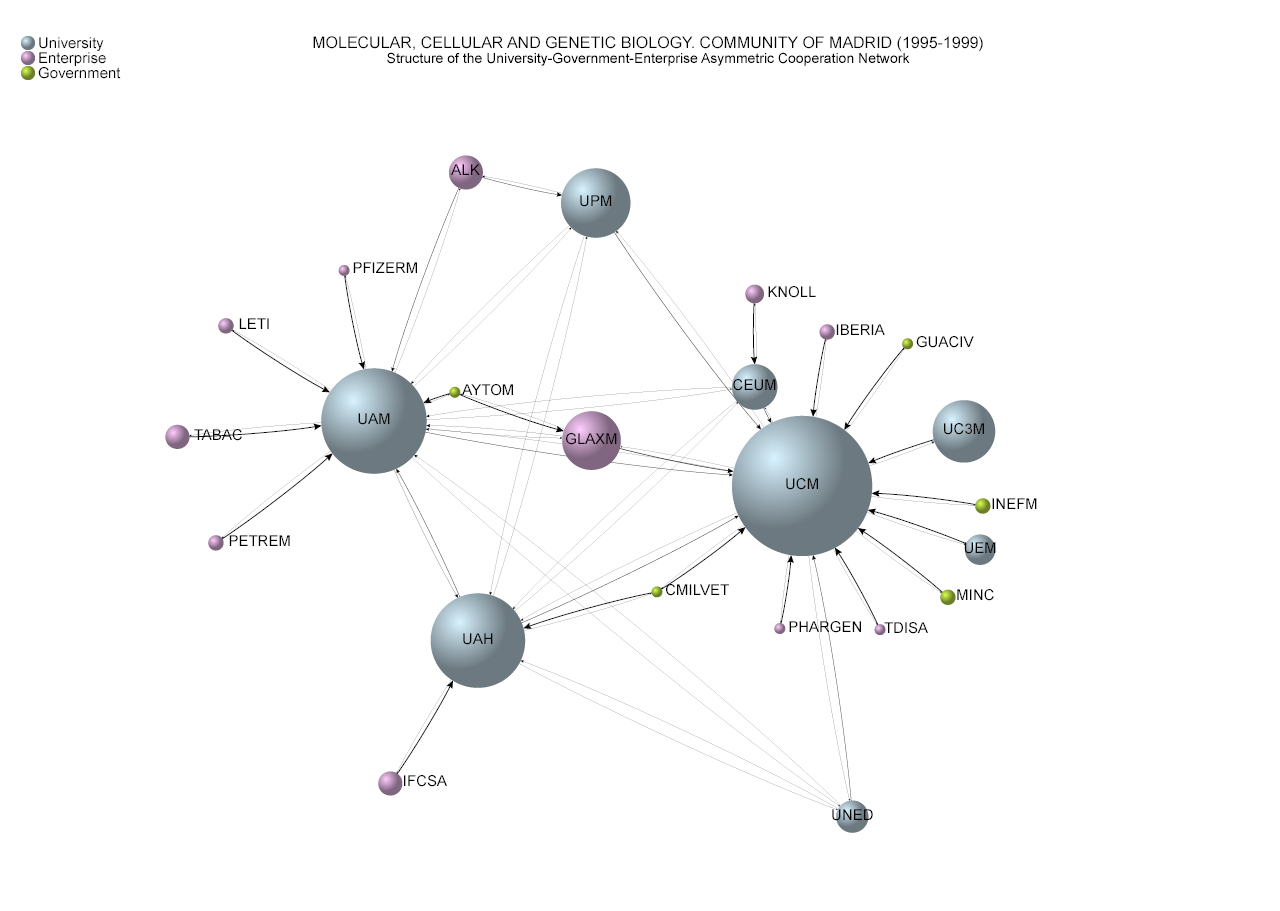 University
Enterprise
Government
MOLECULAR, CELLULAR AND GENETIC BIOLOGY. COMMUNITY OF MADRID (1995-1999)
Structure of the University-Government-Enterprise Asymmetric Cooperation Network
ALK
UPM
PFIZERM
KNOLL
LETI
IBERIA
GUACIV
CEUM
AYTOM
UAM
UC3M
TABAC
GLAXM
UCM
INEFM
PETREM
UEM
CMILVET
MINC
PHARGEN
TDISA
UAH
IFCSA
UNED